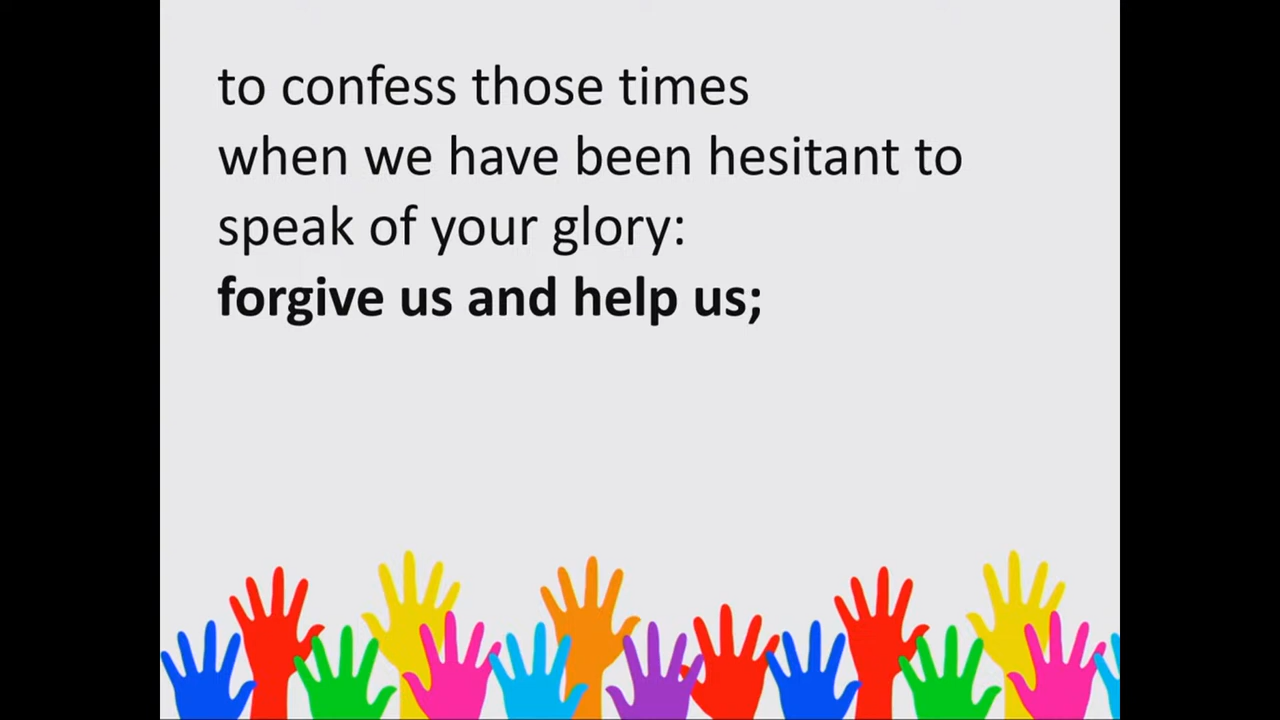 to confess those times
when we have been hesitant to
speak of your glory:
forgive us and help us;